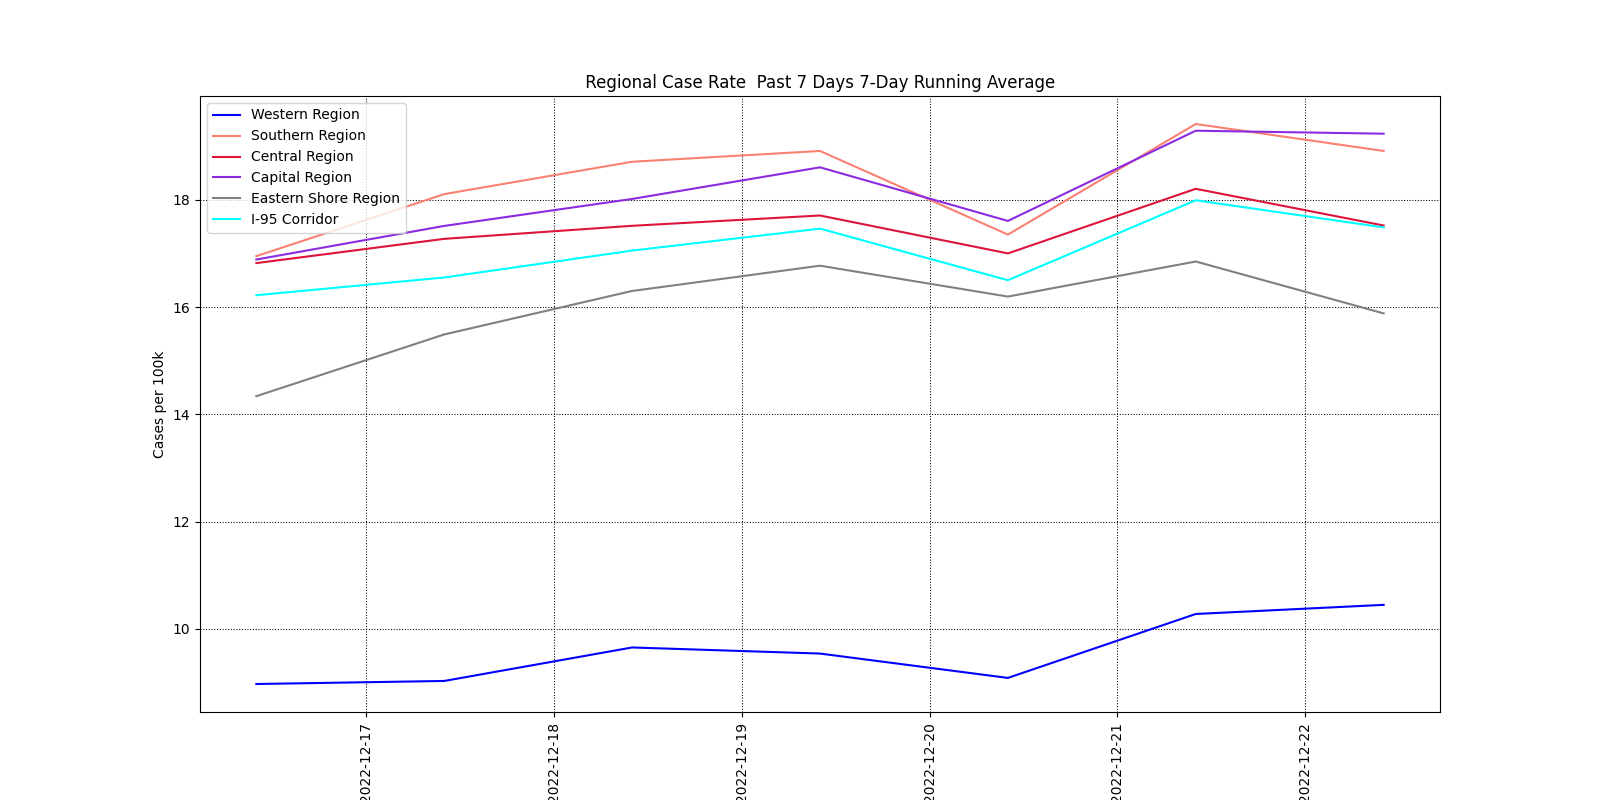 Regional Case Rate  Past 7 Days 7-Day Running Average
Western Region
Southern Region
Central Region
Capital Region
Eastern Shore Region
I-95 Corridor
Cases per 100k
18
16
14
12
10
2022-12-17
2022-12-18
2022-12-19
2022-12-20
2022-12-21
2022-12-22